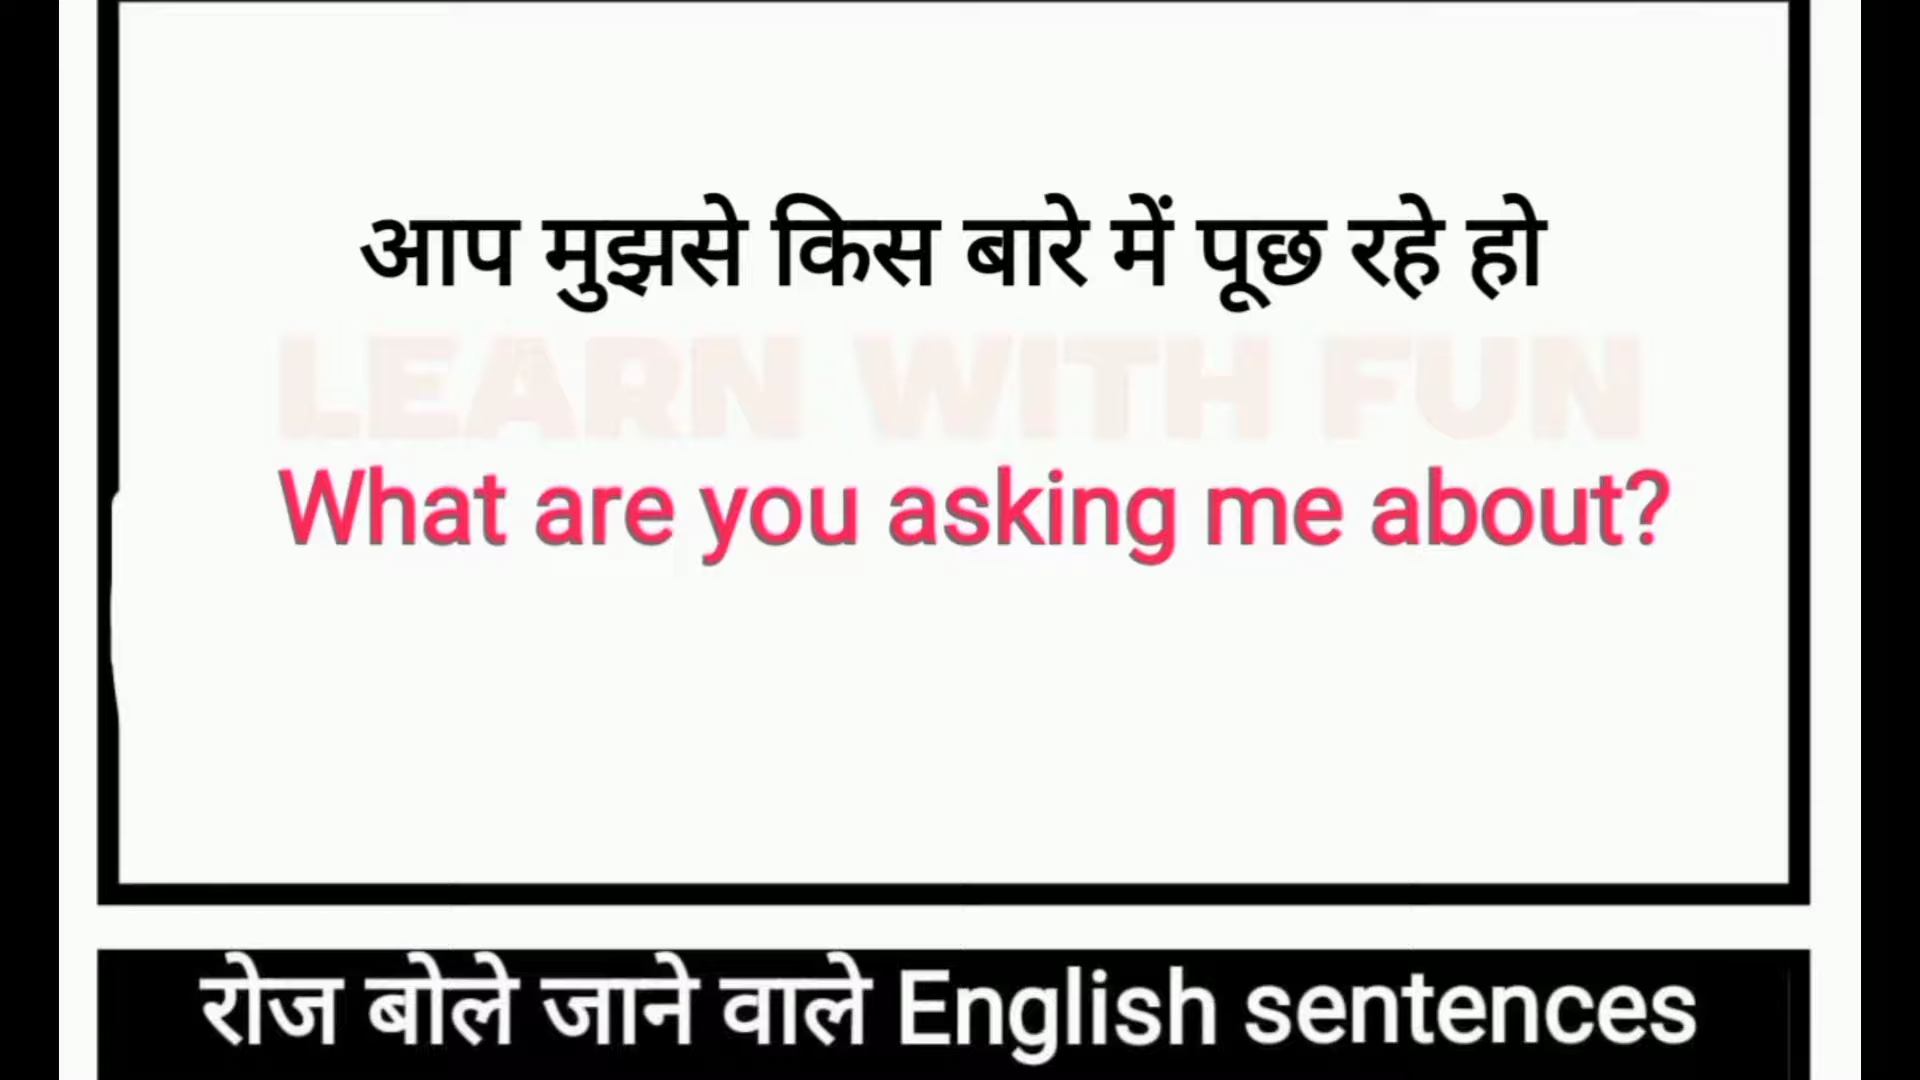 आप मुझसे किस बारे में पूछ रहे हो
LEARN WITH FUN
What are you asking me about?
रोज बोले जाने वाले English sentences